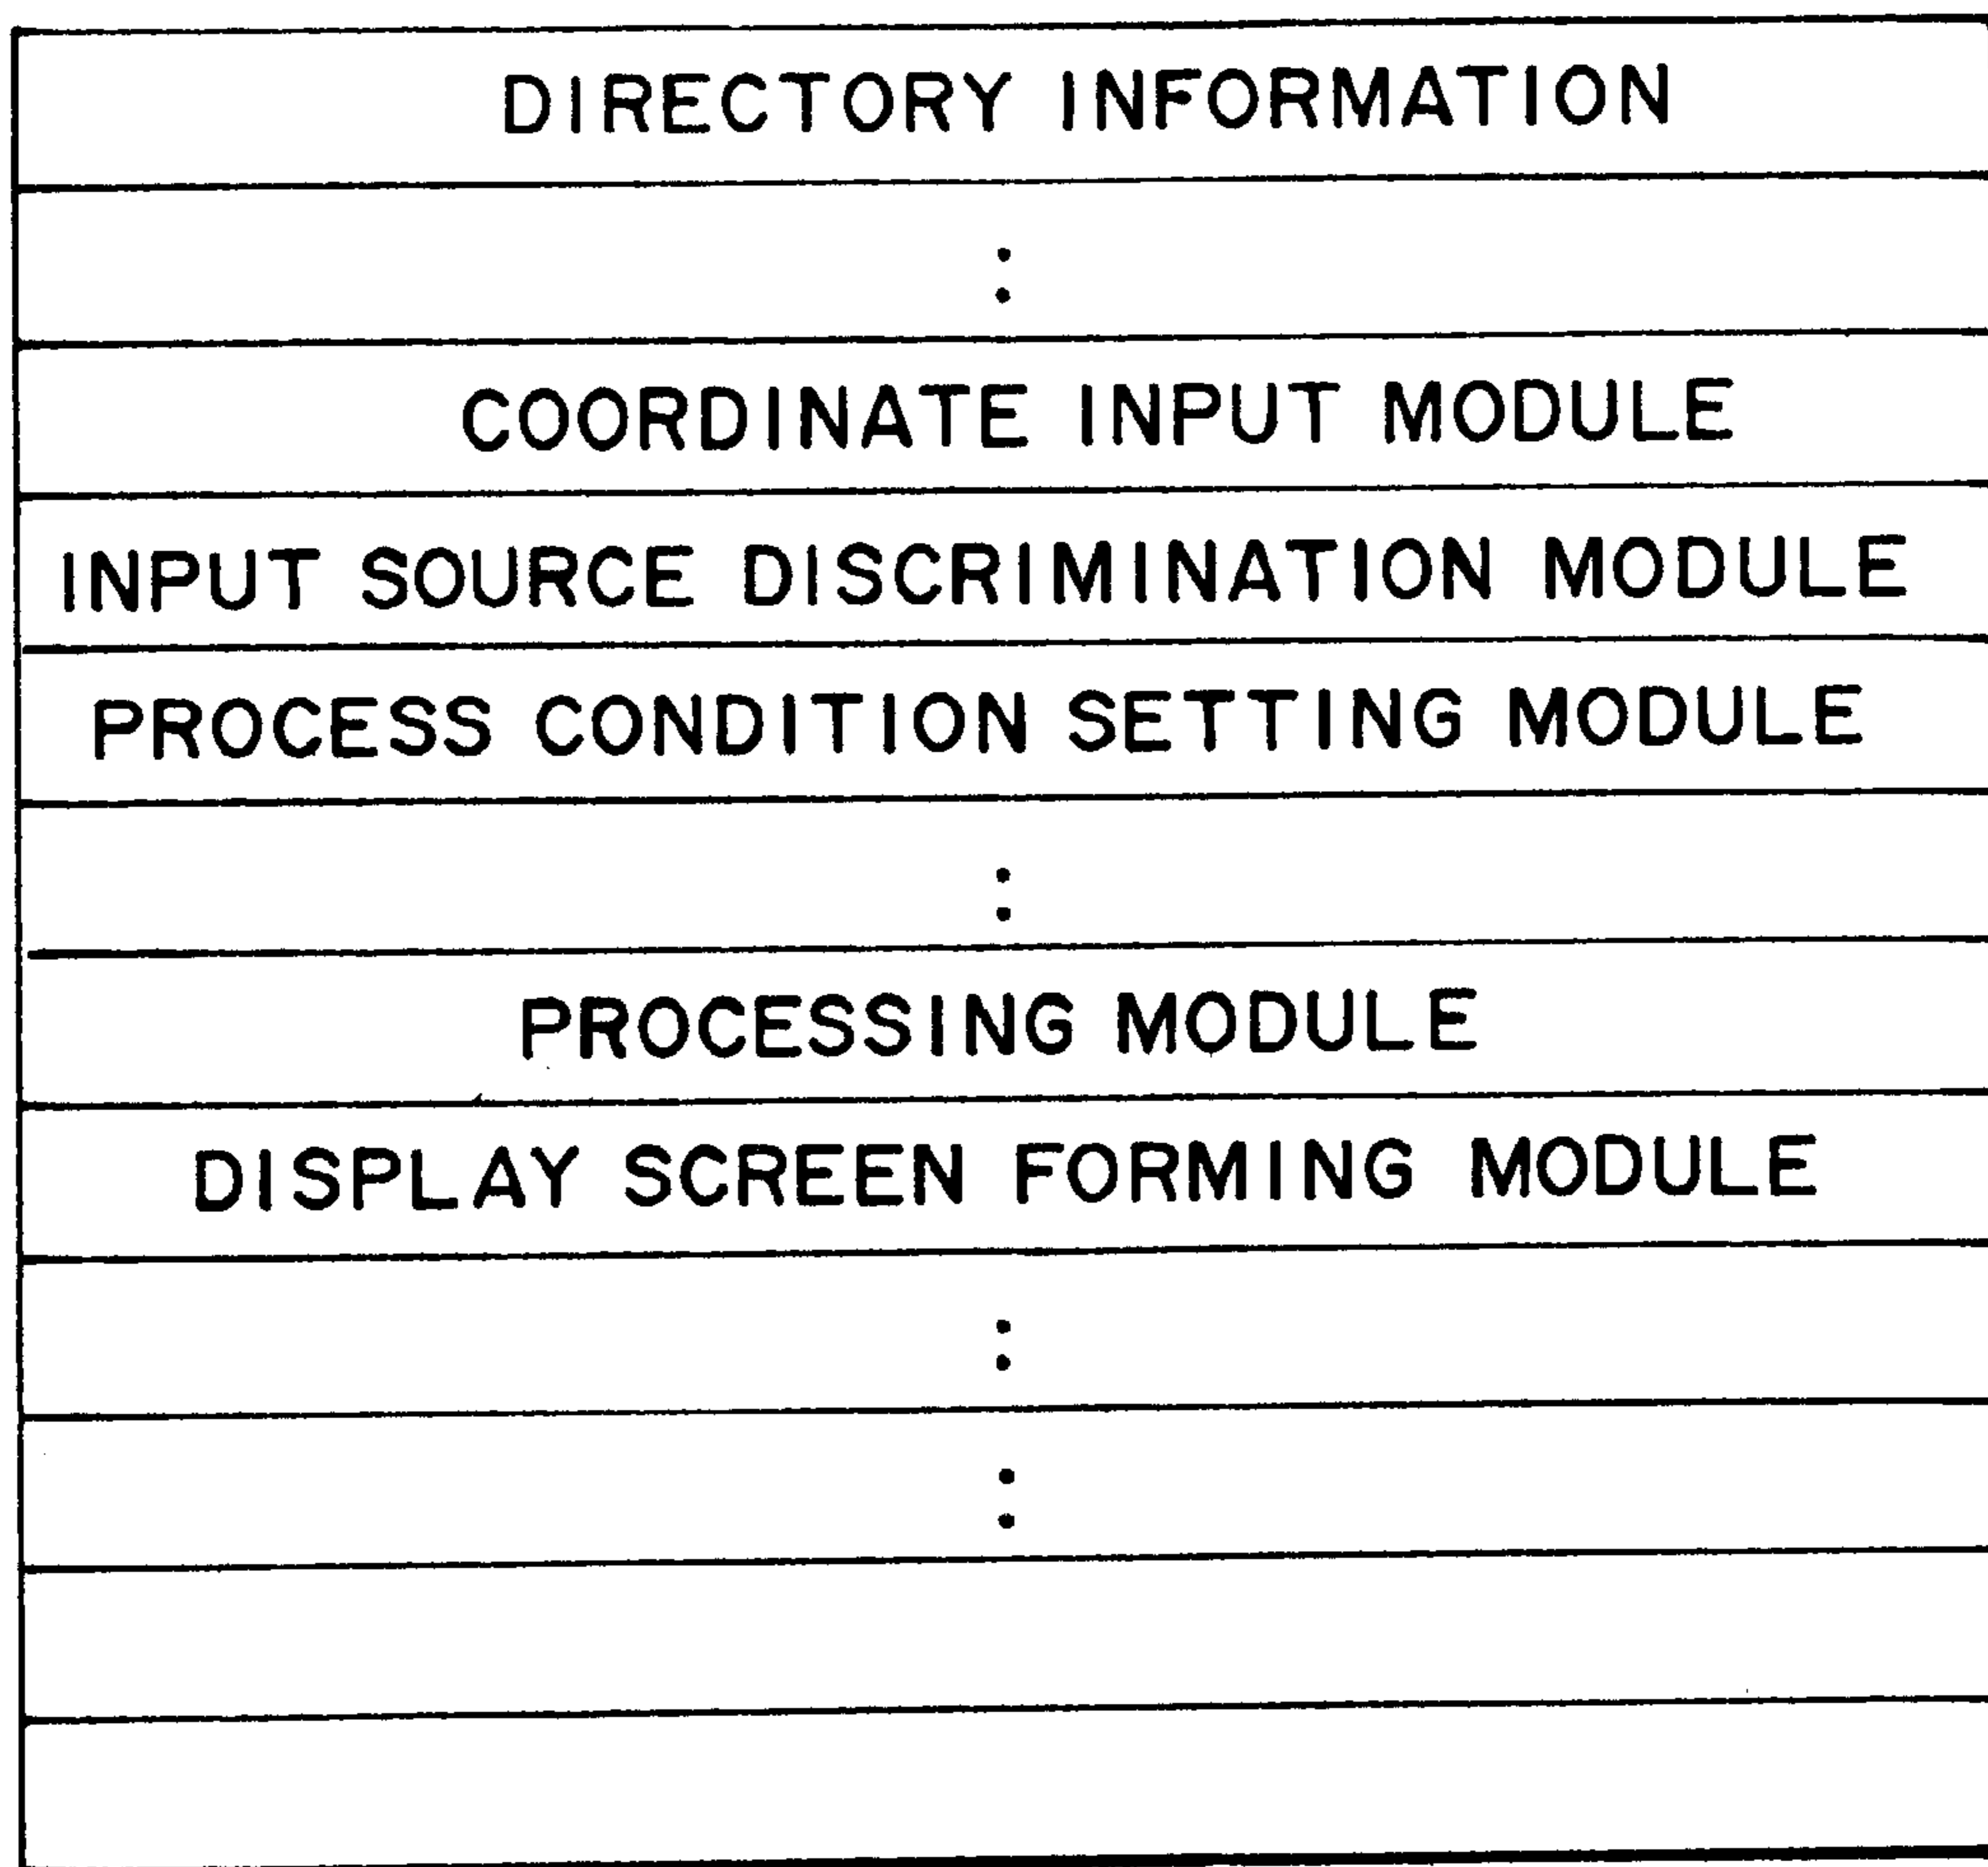 DIRECTORY INFORMATION
:
COORDINATE INPUT MODULE
INPUT SOURCE DISCRIMINATION MODULE
PROCESS CONDITION SETTING MODULE
:
PROCESSING MODULE
DISPLAY SCREEN FORMING MODULE
:
: